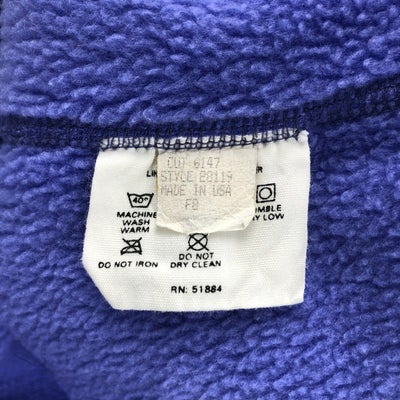 CUT 6147
STYLE 28119
MADE IN USA
F8
40°
MACHINE
WASH
WARM
DO NOT IRON
DO NOT
DRY CLEAN
LOW
RN: 51884